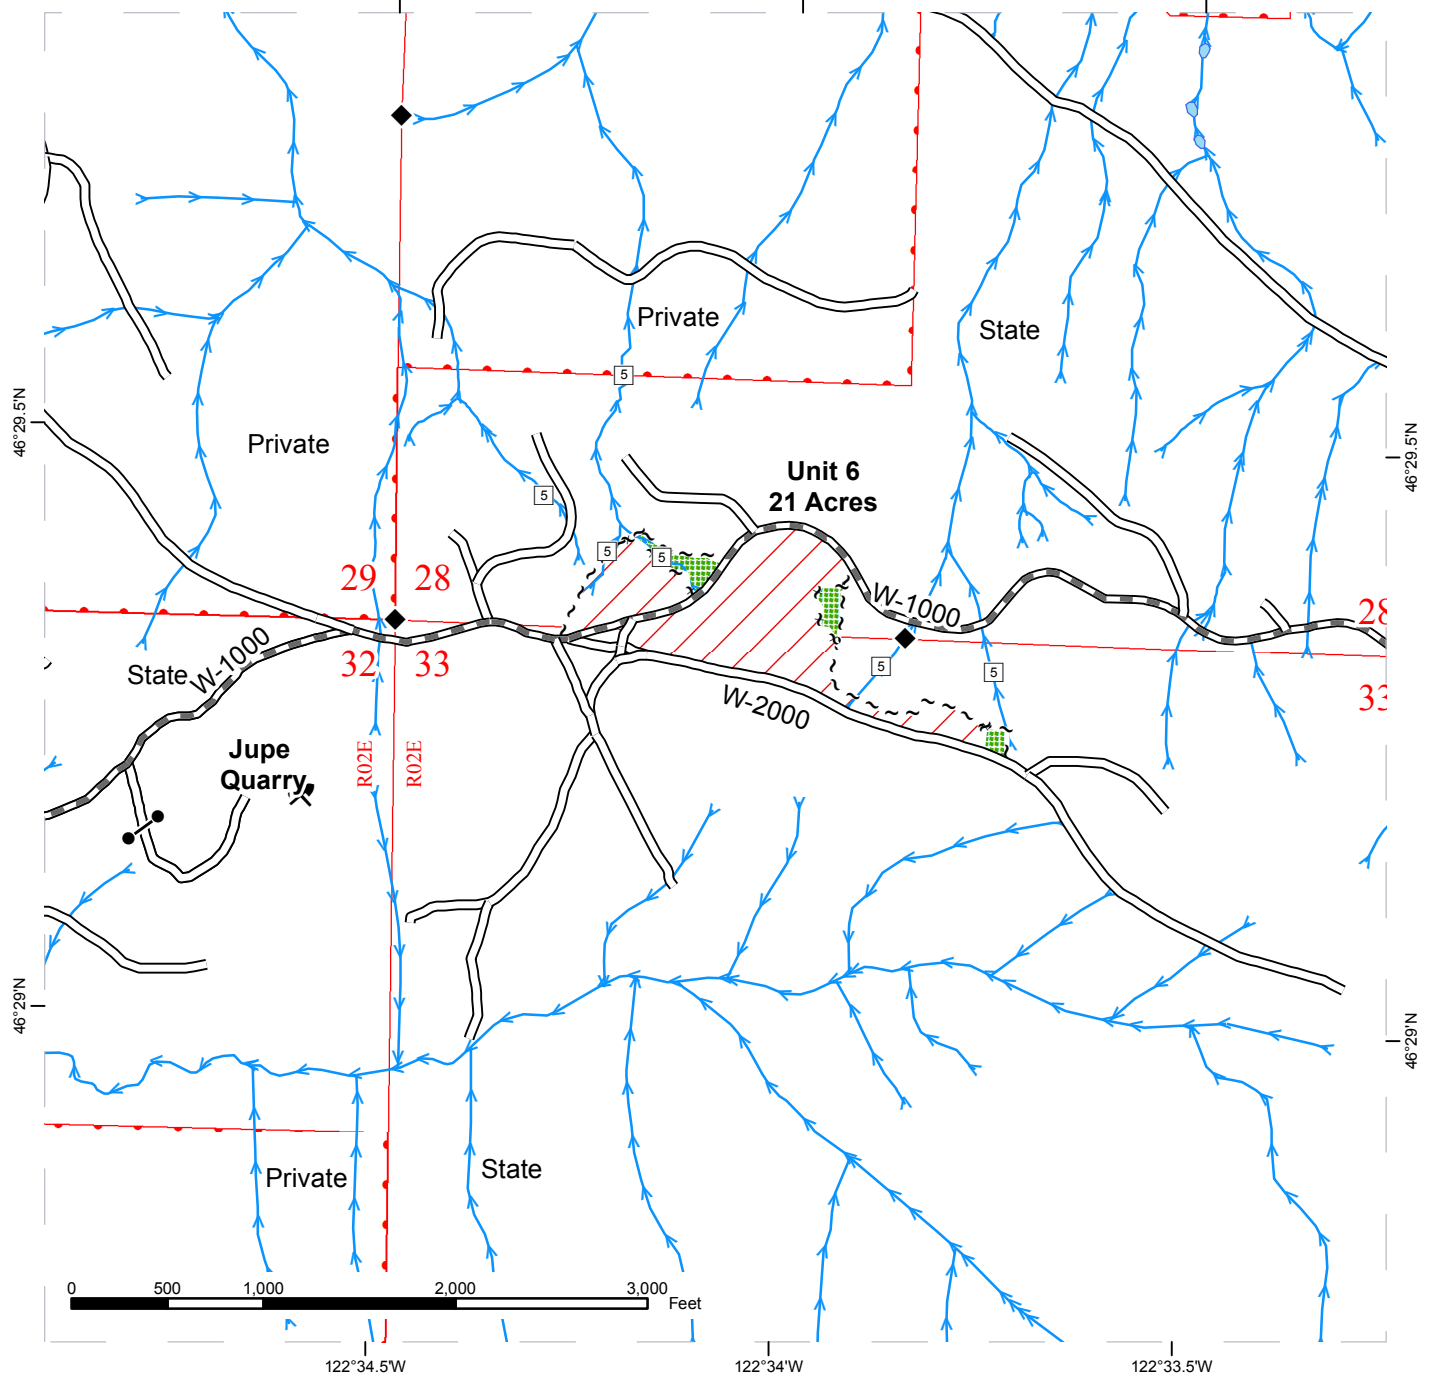 Private
State
5
46°29.5'N
46°29.5'N
Private
Unit 6
21 Acres
5
5
5
29
28
W-1000
28
32
33
State
W-1000
5
5
33
W-2000
Jupe
Quarry
R02E
R02E
46°29'N
46°29'N
Private
State
0
500
1,000
2,000
3,000
Feet
122°34.5'W
122°34'W
122°33.5'W